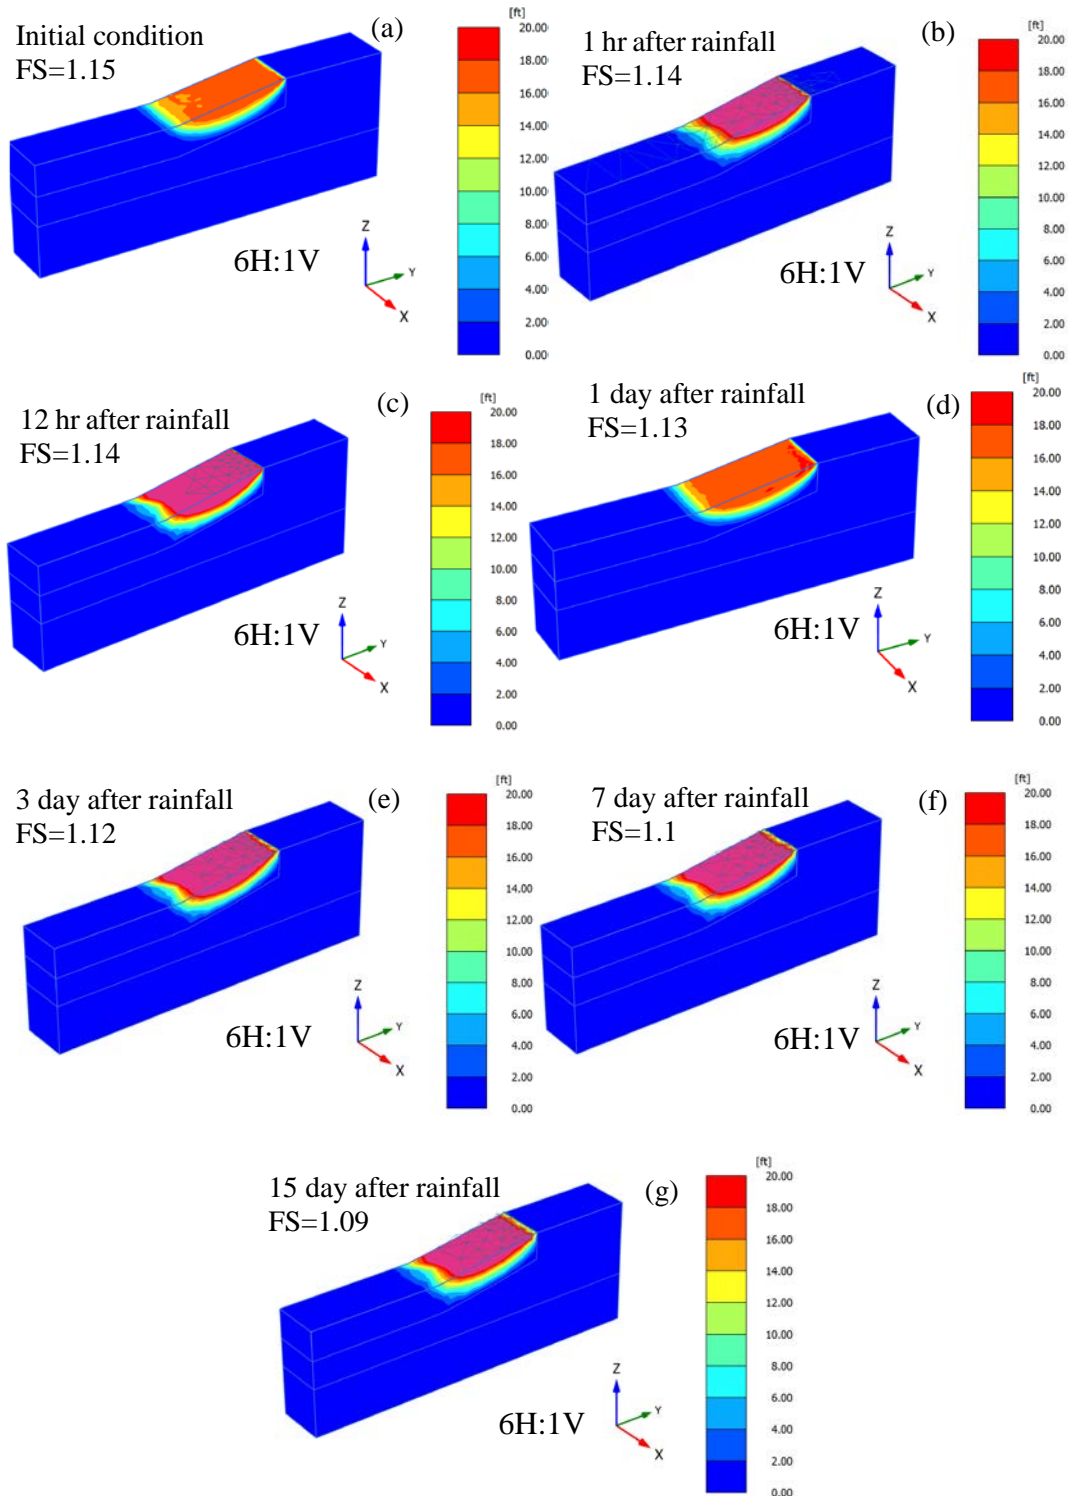 Initial condition
FS=1.15
(a)
[ft]
20.00
18.00
16.00
14.00
12.00
10.00
8.00
6.00
4.00
2.00
0.00
6H:1V
Z
Y
X
1 hr after rainfall
FS=1.14
(b)
[ft]
20.00
18.00
16.00
14.00
12.00
10.00
8.00
6.00
4.00
2.00
0.00
6H:1V
Z
Y
X
12 hr after rainfall
FS=1.14
(c)
[ft]
20.00
18.00
16.00
14.00
12.00
10.00
8.00
6.00
4.00
2.00
0.00
6H:1V
Z
Y
X
1 day after rainfall
FS=1.13
(d)
[ft]
20.00
18.00
16.00
14.00
12.00
10.00
8.00
6.00
4.00
2.00
0.00
6H:1V
Z
Y
X
3 day after rainfall
FS=1.12
(e)
[ft]
20.00
18.00
16.00
14.00
12.00
10.00
8.00
6.00
4.00
2.00
0.00
6H:1V
Z
Y
X
7 day after rainfall
FS=1.1
(f)
[ft]
20.00
18.00
16.00
14.00
12.00
10.00
8.00
6.00
4.00
2.00
0.00
6H:1V
Z
Y
X
15 day after rainfall
FS=1.09
(g)
[ft]
20.00
18.00
16.00
14.00
12.00
10.00
8.00
6.00
4.00
2.00
0.00
6H:1V
Z
Y
X